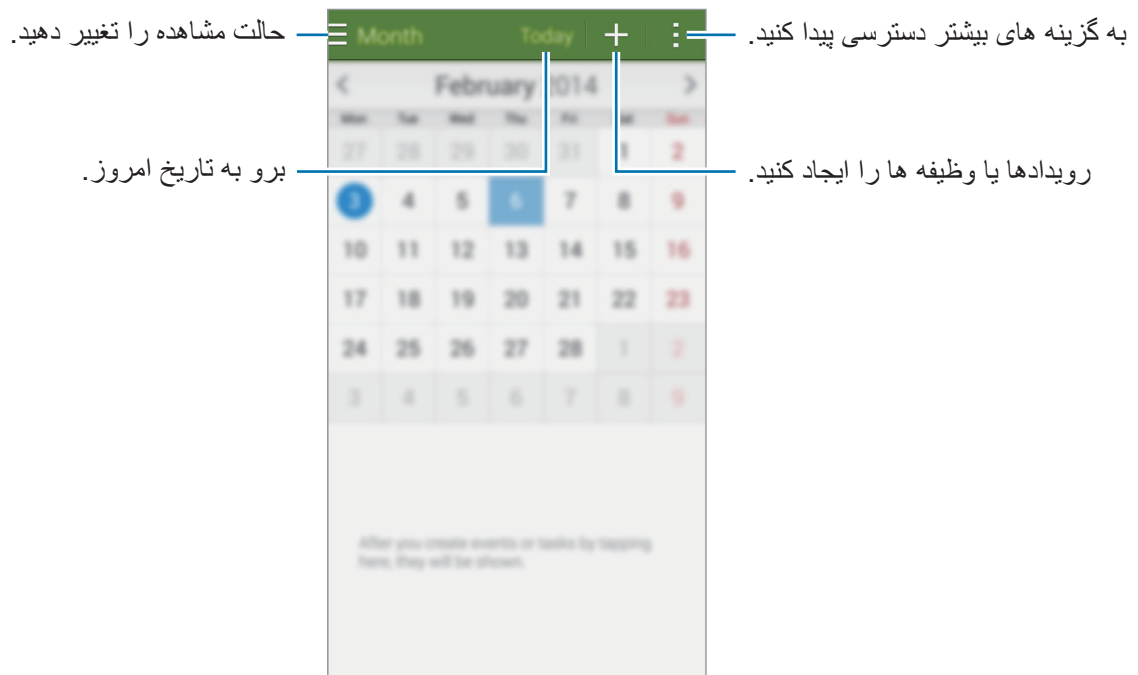 حالت مشاهده را تغییر دهید.
به گزینه های بیشتر دسترسی پیدا کنید.
برو به تاریخ امروز.
رویدادها یا وظیفه ها را ایجاد کنید.
Month Today
February 2014
Mon Tue Wed Thu Fri Sat Sun
27 28 29 30 31 1 2
3 4 5 6 7 8 9
10 11 12 13 14 15 16
17 18 19 20 21 22 23
24 25 26 27 28 1 2
3 4 5 6 7 8 9
After you create events or tasks by tapping
here, they will be shown.